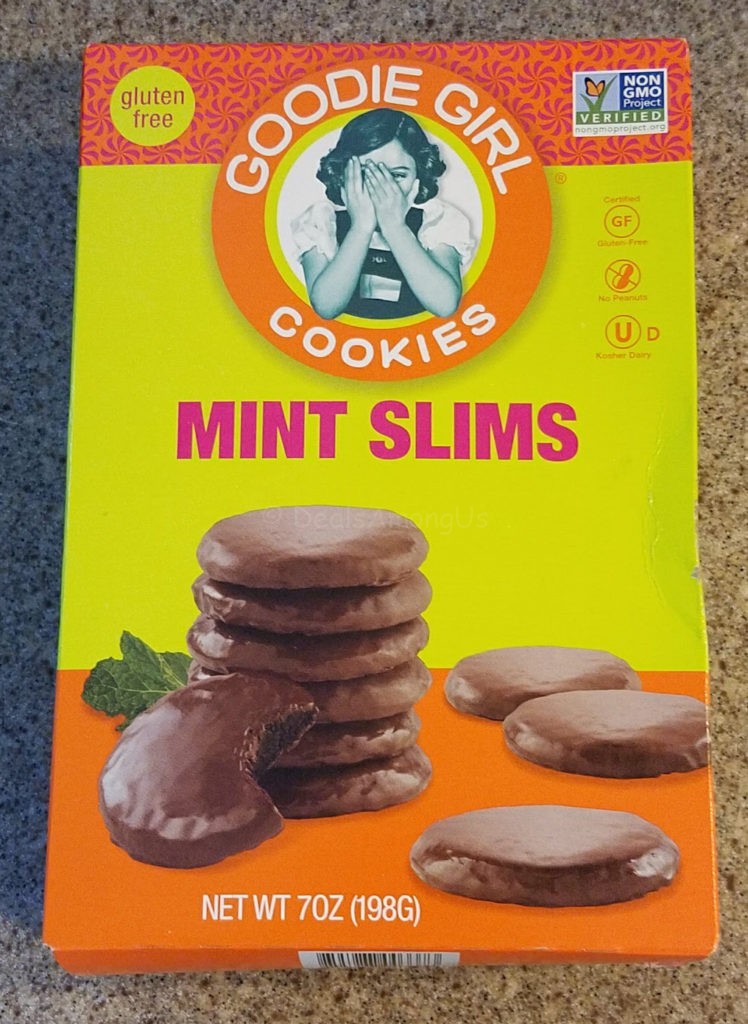 gluten
free
GOODIE GIRL
COOKIES
®
NON
GMO
Project
VERIFIED
nongmoproject.org
Certified
GF
Gluten-Free
No Peanuts
U D
Kosher Dairy
MINT SLIMS
© DealsAmongUs
NET WT 7OZ (198G)